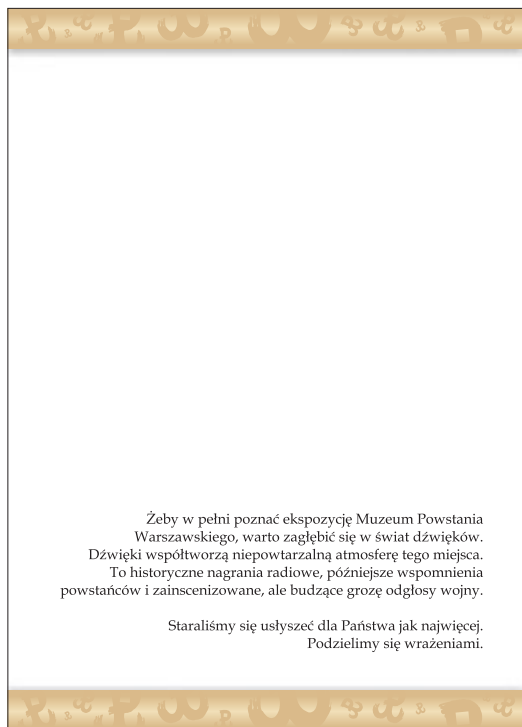 Żeby w pełni poznać ekspozycję Muzeum Powstania
Warszawskiego, warto zagłębić się w świat dźwięków.
Dźwięki współtworzą niepowtarzalną atmosferę tego miejsca.
To historyczne nagrania radiowe, późniejsze wspomnienia
powstańców i zainscenizowane, ale budzące grozę odgłosy wojny.
Staraliśmy się usłyszeć dla Państwa jak najwięcej.
Podzielimy się wrażeniami.